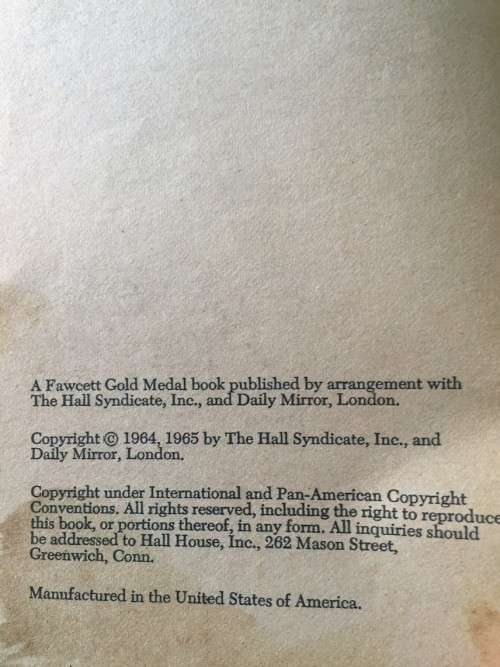 A Fawcett Gold Medal book published by arrangement with
The Hall Syndicate, Inc., and Daily Mirror, London.
Copyright © 1964, 1965 by The Hall Syndicate, Inc., and
Daily Mirror, London.
Copyright under International and Pan-American Copyright
Conventions. All rights reserved, including the right to reproduce
this book, or portions thereof, in any form. All inquiries should
be addressed to Hall House, Inc., 262 Mason Street,
Greenwich, Conn.
Manufactured in the United States of America.